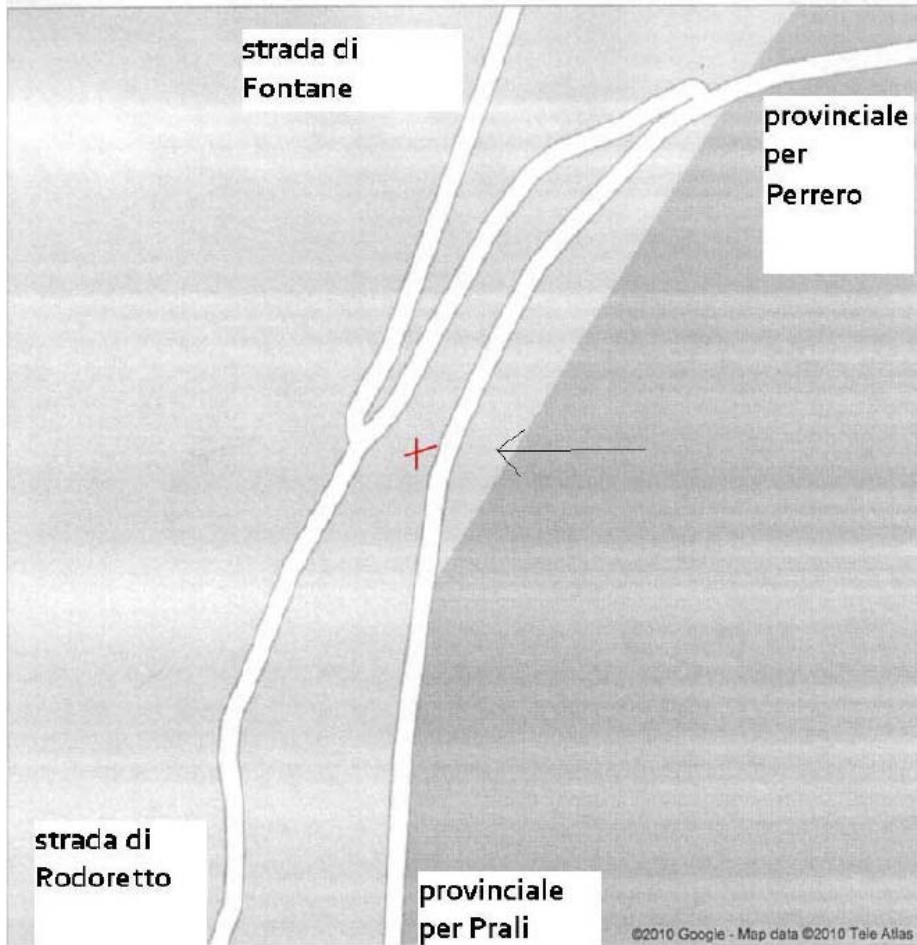 strada di
Fontane
provinciale
per
Perrero
strada di
Rodoretto
provinciale
per Prali
©2010 Google - Map data ©2010 Tele Atlas